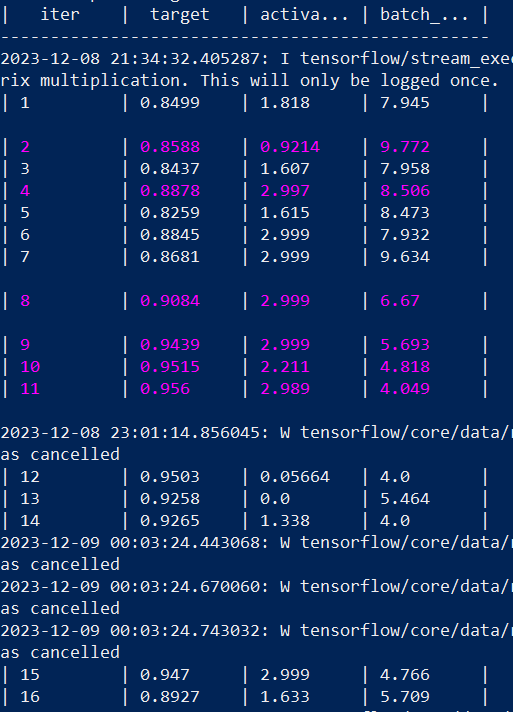 |   iter    |  target   | activa... | batch_... |
-------------------------------------------------
2023-12-08 21:34:32.405287: I tensorflow/stream_exec
rix multiplication. This will only be logged once.
| 1         | 0.8499    | 1.818     | 7.945     |
| 2         | 0.8588    | 0.9214    | 9.772     |
| 3         | 0.8437    | 1.607     | 7.958     |
| 4         | 0.8878    | 2.997     | 8.506     |
| 5         | 0.8259    | 1.615     | 8.473     |
| 6         | 0.8845    | 2.999     | 7.932     |
| 7         | 0.8681    | 2.999     | 9.634     |
| 8         | 0.9084    | 2.999     | 6.67      |
| 9         | 0.9439    | 2.999     | 5.693     |
| 10        | 0.9515    | 2.211     | 4.818     |
| 11        | 0.956     | 2.989     | 4.049     |
2023-12-08 23:01:14.856045: W tensorflow/core/data/
as cancelled
| 12        | 0.9503    | 0.05664   | 4.0       |
| 13        | 0.9258    | 0.0       | 5.464     |
| 14        | 0.9265    | 1.338     | 4.0       |
2023-12-09 00:03:24.443068: W tensorflow/core/data/
as cancelled
2023-12-09 00:03:24.670060: W tensorflow/core/data/
as cancelled
2023-12-09 00:03:24.743032: W tensorflow/core/data/
as cancelled
| 15        | 0.947     | 2.999     | 4.766     |
| 16        | 0.8927    | 1.633     | 5.709     |